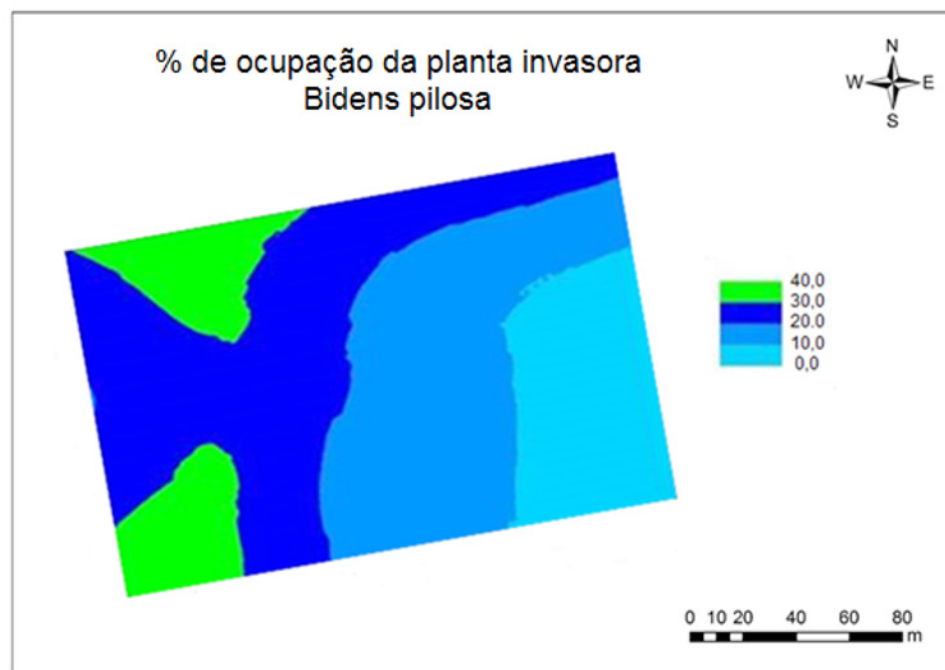 % de ocupação da planta invasora
Bidens pilosa
N
W E
S
40,0
30,0
20.0
10,0
0,0
0 10 20 40 60 80
m